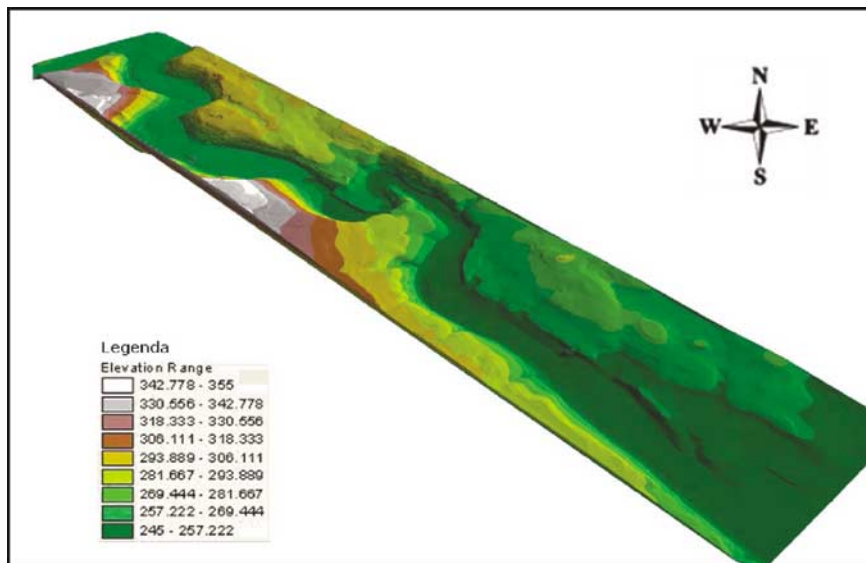 N
W E
S
Legenda
Elevation Range
342.778 - 355
330.556 - 342.778
318.333 - 330.556
306.111 - 318.333
293.889 - 306.111
281.667 - 293.889
269.444 - 281.667
257.222 - 269.444
245 - 257.222